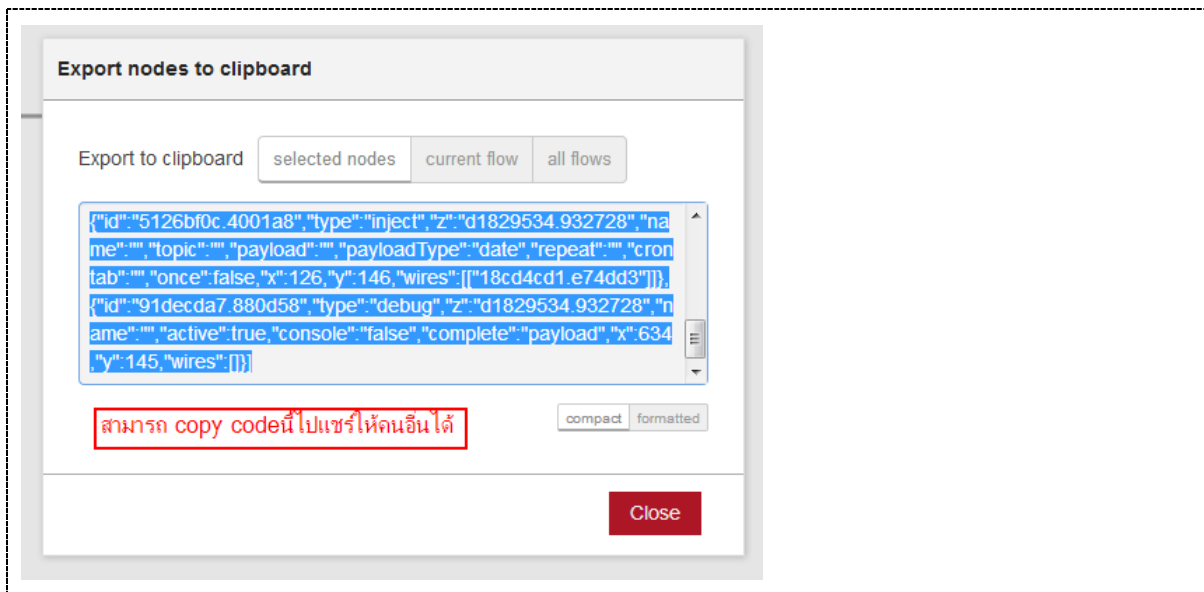 Export nodes to clipboard
Export to clipboard selected nodes current flow all flows
{"id":"5126bf0c.4001a8","type":"inject","z":"d1829534.932728","na
me":"","topic":"","payload":"","payloadType":"date","repeat":"","cron
tab":"","once":false,"x":126,"y":146,"wires":[["18cd4cd1.e74dd3"]]},
{"id":"91decda7.880d58","type":"debug","z":"d1829534.932728","n
ame":"","active":true,"console":"false","complete":"payload","x":634
,"y":145,"wires":[]}]
สามารถ copy codeนี้ไปแชร์ให้คนอื่นได้
compact formatted
Close